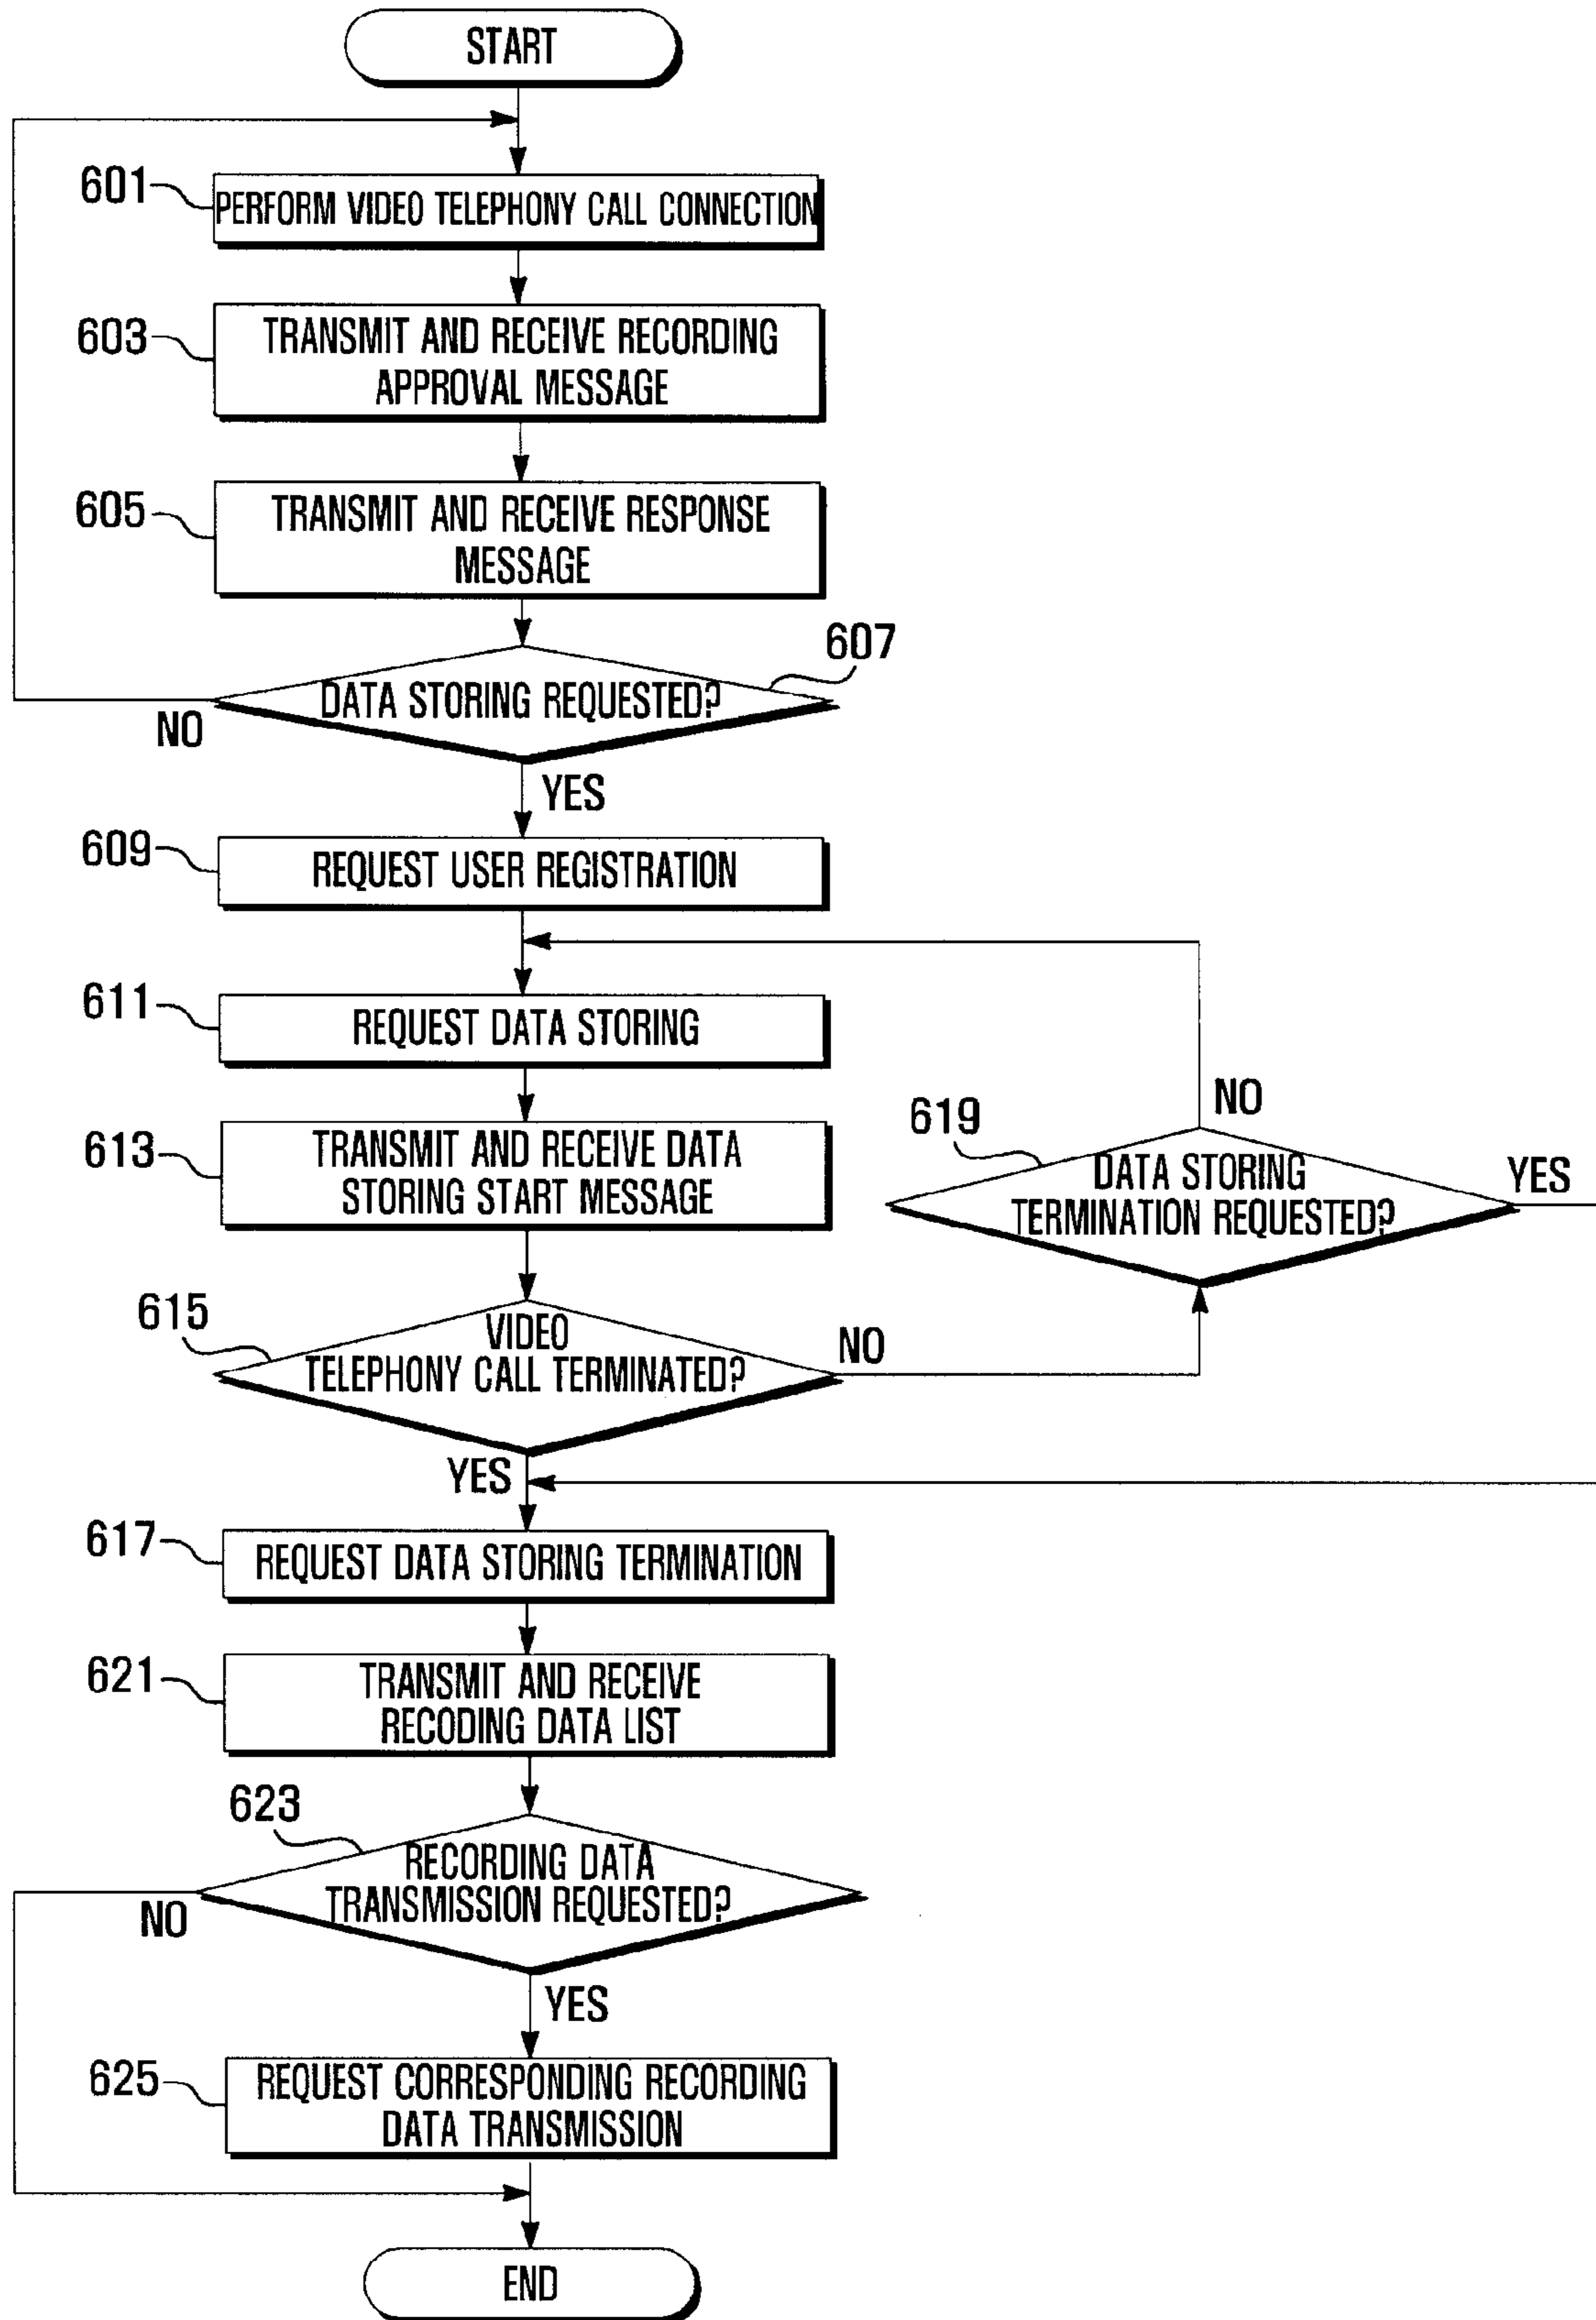 START
601
PERFORM VIDEO TELEPHONY CALL CONNECTION
603
TRANSMIT AND RECEIVE RECORDING
APPROVAL MESSAGE
605
TRANSMIT AND RECEIVE RESPONSE
MESSAGE
607
DATA STORING REQUESTED?
NO
YES
609
REQUEST USER REGISTRATION
611
REQUEST DATA STORING
613
TRANSMIT AND RECEIVE DATA
STORING START MESSAGE
619
NO
DATA STORING
TERMINATION REQUESTED?
YES
615
VIDEO
TELEPHONY CALL TERMINATED?
NO
YES
617
REQUEST DATA STORING TERMINATION
621
TRANSMIT AND RECEIVE
RECODING DATA LIST
623
RECORDING DATA
TRANSMISSION REQUESTED?
NO
YES
625
REQUEST CORRESPONDING RECORDING
DATA TRANSMISSION
END